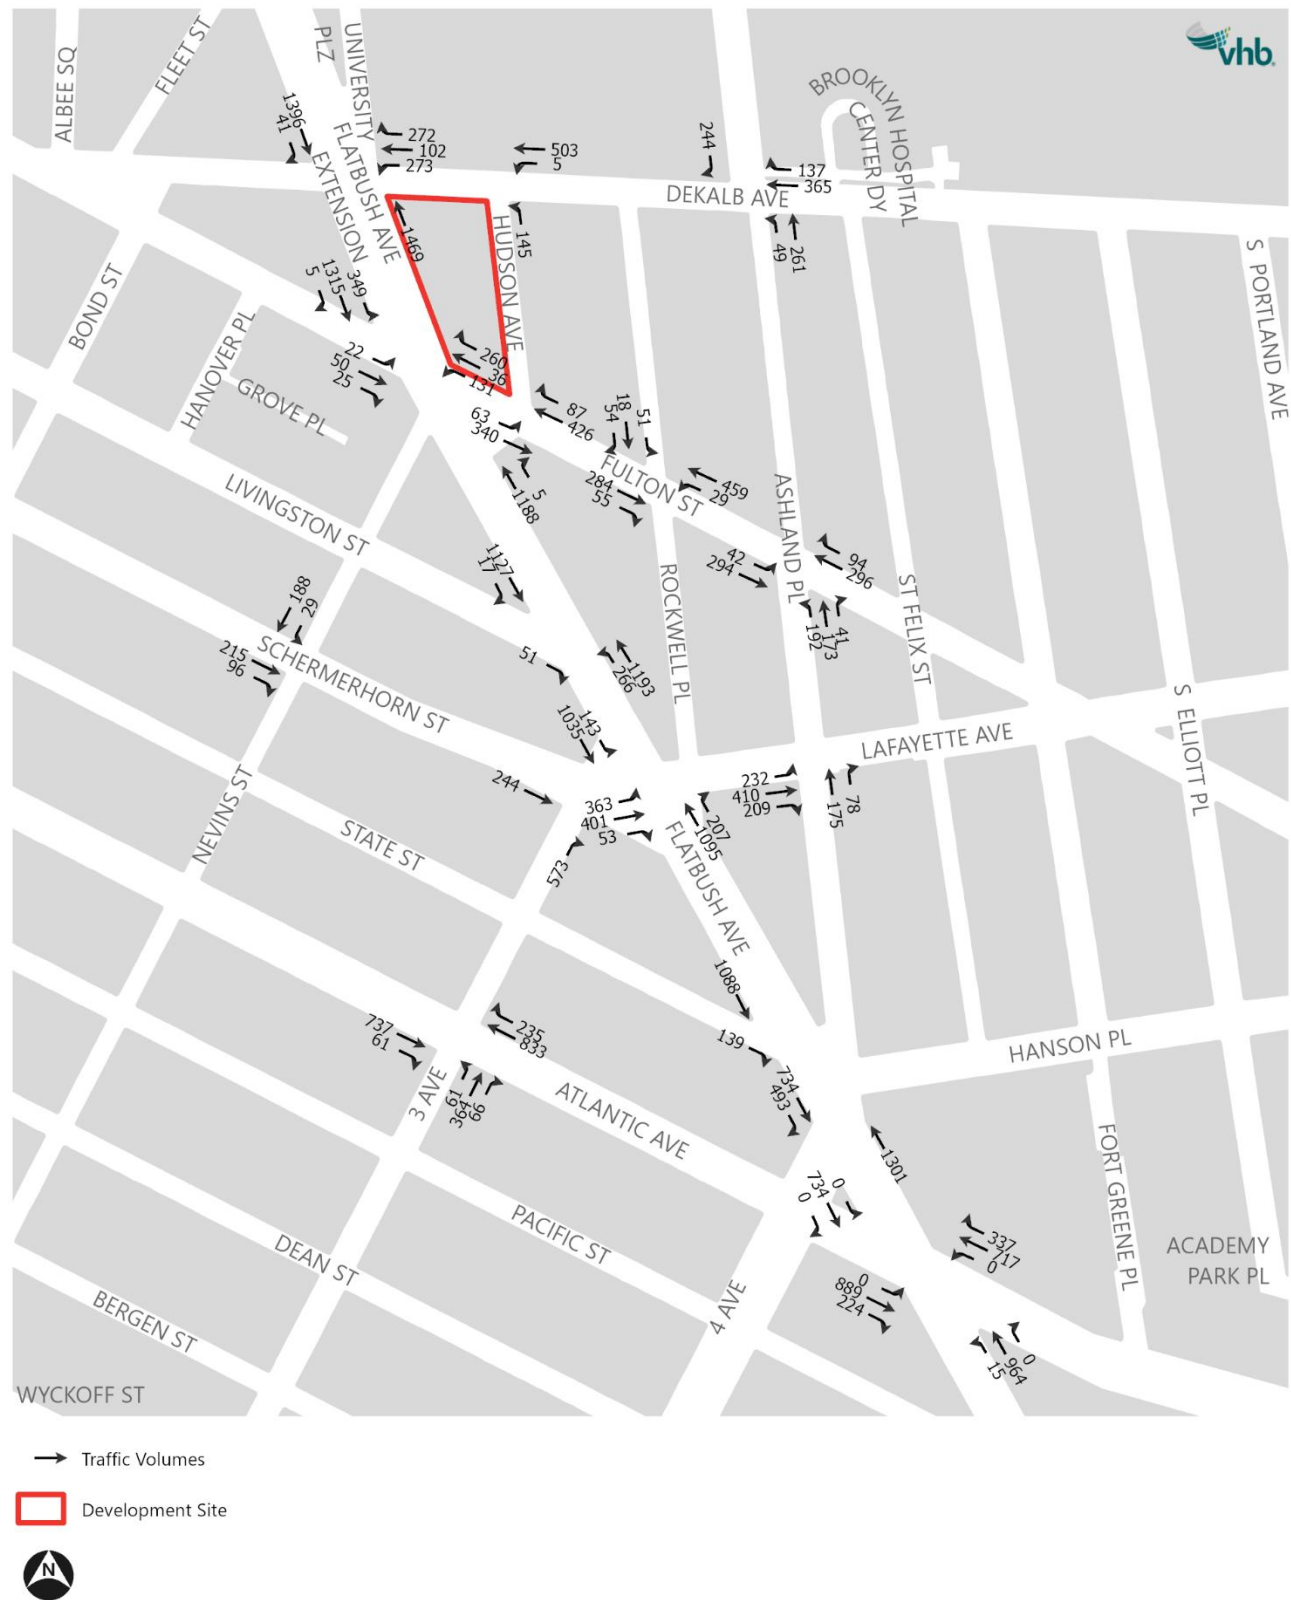 vhb.
ALBEE SQ
FLEET ST
UNIVERSITY
PLZ
FLATBUSH AVE
EXTENSION
BROOKLYN HOSPITAL
CENTER DY
1396
41
272
102
273
503
5
244
137
365
DEKALB AVE
49
261
145
1469
HUDSON AVE
S PORTLAND AVE
BOND ST
HANOVER PL
GROVE PL
5
1315
349
22
50
25
260
36
131
63
340
87
426
18
54
51
5
1188
FULTON ST
284
55
459
29
ASHLAND PL
42
294
94
296
192
173
41
LIVINGSTON ST
1127
17
ROCKWELL PL
ST FELIX ST
188
29
215
96
SCHERMERHORN ST
51
1193
266
143
1035
LAFAYETTE AVE
S ELLIOTT PL
244
363
401
53
232
410
209
175
78
207
1095
573
NEVINS ST
STATE ST
FLATBUSH AVE
1088
139
734
493
HANSON PL
737
61
235
833
3 AVE
61
364
66
ATLANTIC AVE
1301
FORT GREENE PL
0
734
0
337
717
0
ACADEMY
PARK PL
PACIFIC ST
DEAN ST
0
889
224
4 AVE
15
964
0
BERGEN ST
WYCKOFF ST
Traffic Volumes
Development Site
N